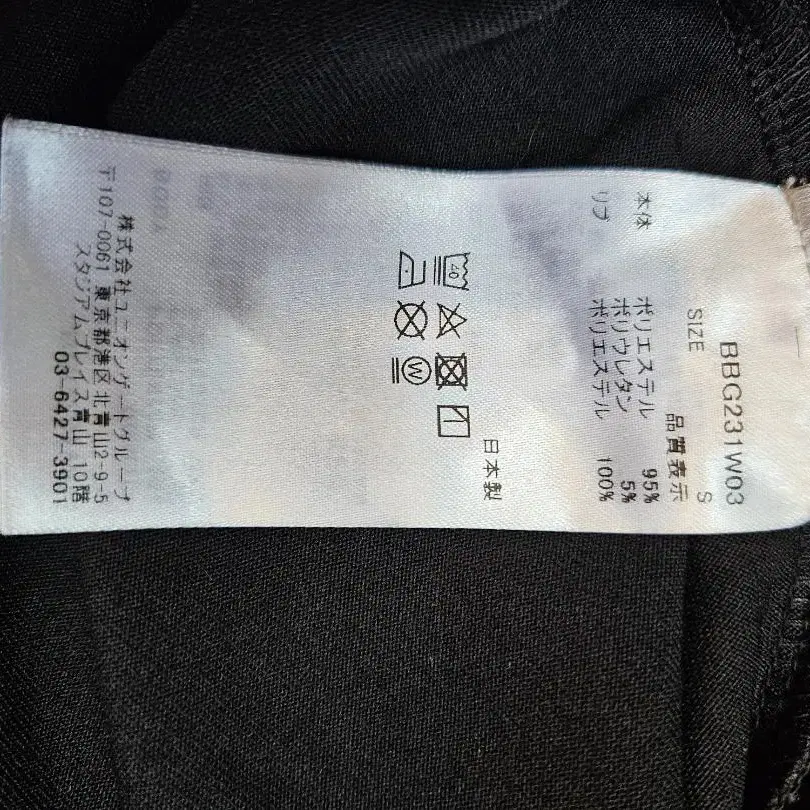 BBG231W03
SIZE S
品質表示
本体 ポリエステル 95%
ポリウレタン 5%
リブ ポリエステル 100%
日本製
40
W
株式会社ユニオンゲートグループ
〒107-0061 東京都港区北青山2-9-5
スタジアムプレイス青山 10階
03-6427-3901